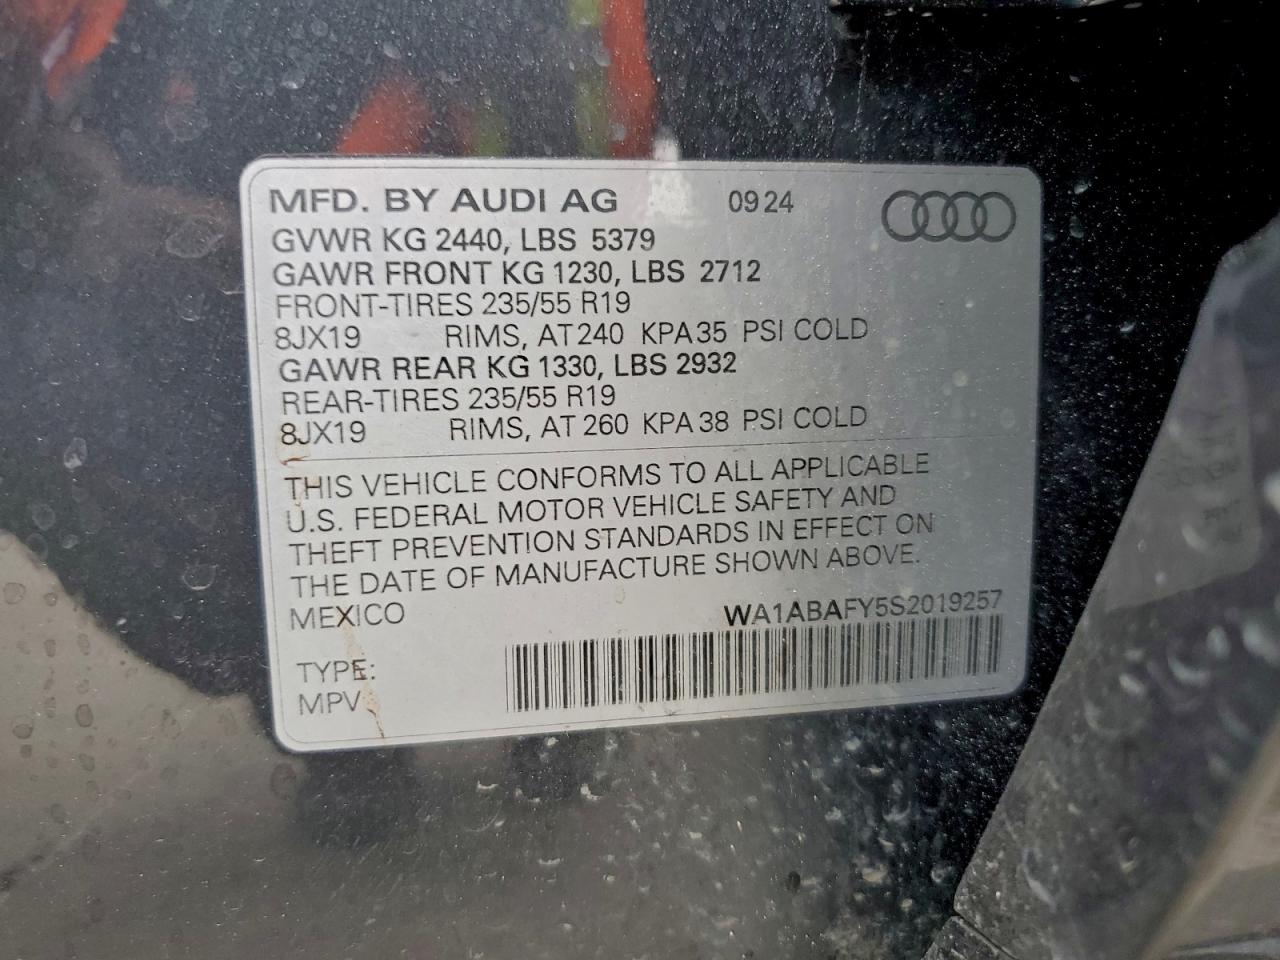 MFD. BY AUDI AG 09 24
GVWR KG 2440, LBS 5379
GAWR FRONT KG 1230, LBS 2712
FRONT-TIRES 235/55 R19
8JX19 RIMS, AT 240 KPA 35 PSI COLD
GAWR REAR KG 1330, LBS 2932
REAR-TIRES 235/55 R19
8JX19 RIMS, AT 260 KPA 38 PSI COLD
THIS VEHICLE CONFORMS TO ALL APPLICABLE
U.S. FEDERAL MOTOR VEHICLE SAFETY AND
THEFT PREVENTION STANDARDS IN EFFECT ON
THE DATE OF MANUFACTURE SHOWN ABOVE.
MEXICO WA1ABAFY5S2019257
TYPE:
MPV